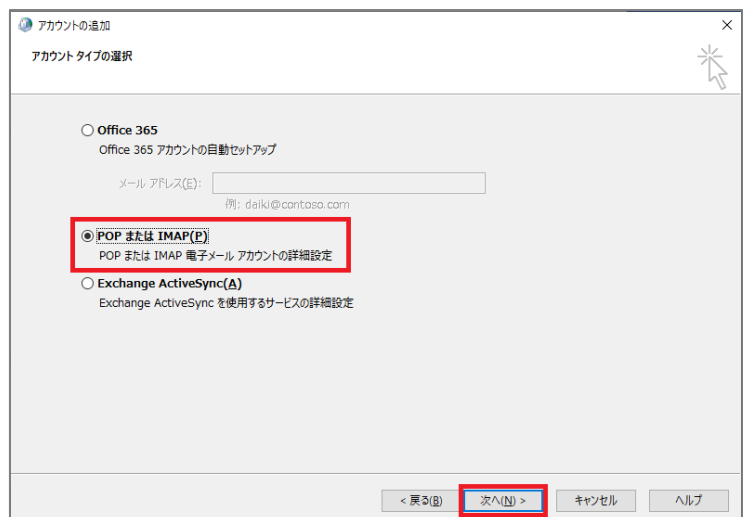 アカウントの追加
アカウント タイプの選択
Office 365
Office 365 アカウントの自動セットアップ
メール アドレス(E):
例: daiki@contoso.com
POP または IMAP(P)
POP または IMAP 電子メール アカウントの詳細設定
Exchange ActiveSync(A)
Exchange ActiveSync を使用するサービスの詳細設定
< 戻る(B) 次へ(N) > キャンセル ヘルプ